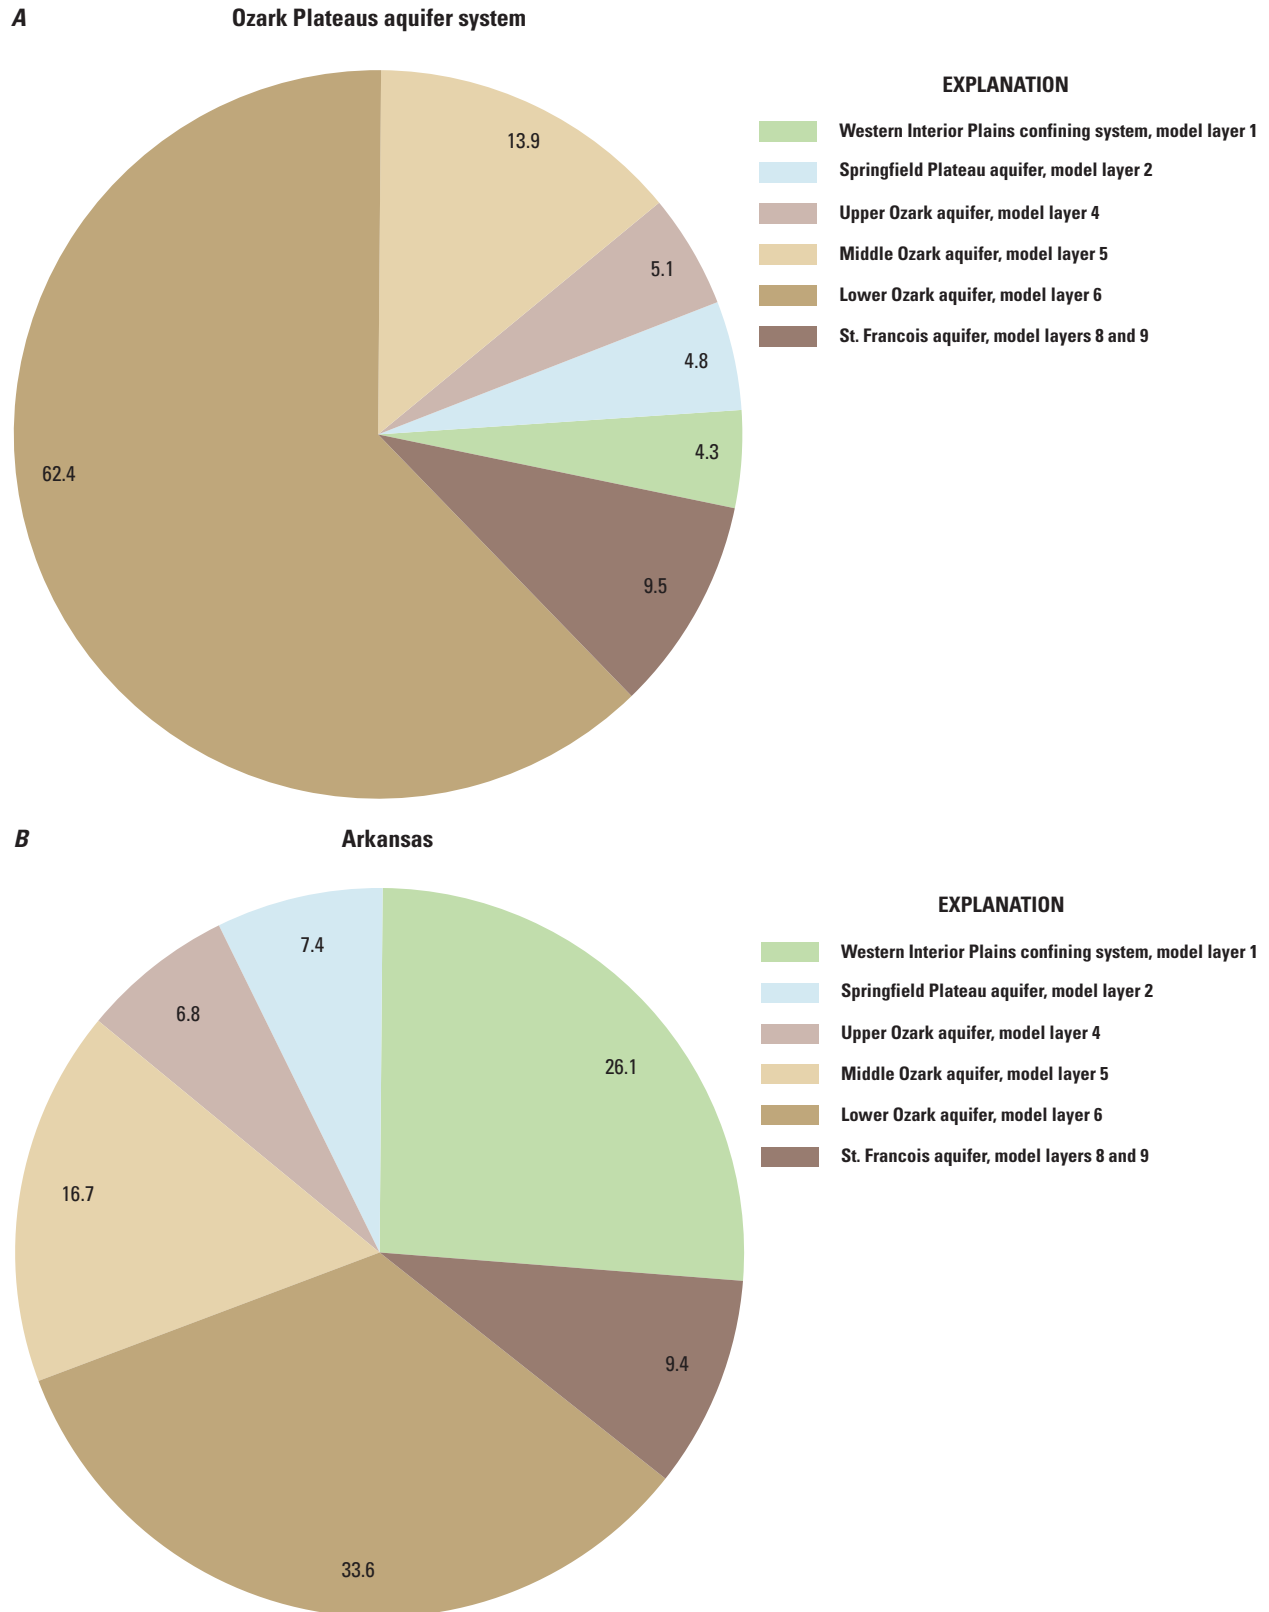 A Ozark Plateaus aquifer system
EXPLANATION
Western Interior Plains confining system, model layer 1
Springfield Plateau aquifer, model layer 2
Upper Ozark aquifer, model layer 4
Middle Ozark aquifer, model layer 5
Lower Ozark aquifer, model layer 6
St. Francois aquifer, model layers 8 and 9
13.9
5.1
4.8
4.3
9.5
62.4
B Arkansas
EXPLANATION
Western Interior Plains confining system, model layer 1
Springfield Plateau aquifer, model layer 2
Upper Ozark aquifer, model layer 4
Middle Ozark aquifer, model layer 5
Lower Ozark aquifer, model layer 6
St. Francois aquifer, model layers 8 and 9
7.4
6.8
26.1
16.7
9.4
33.6